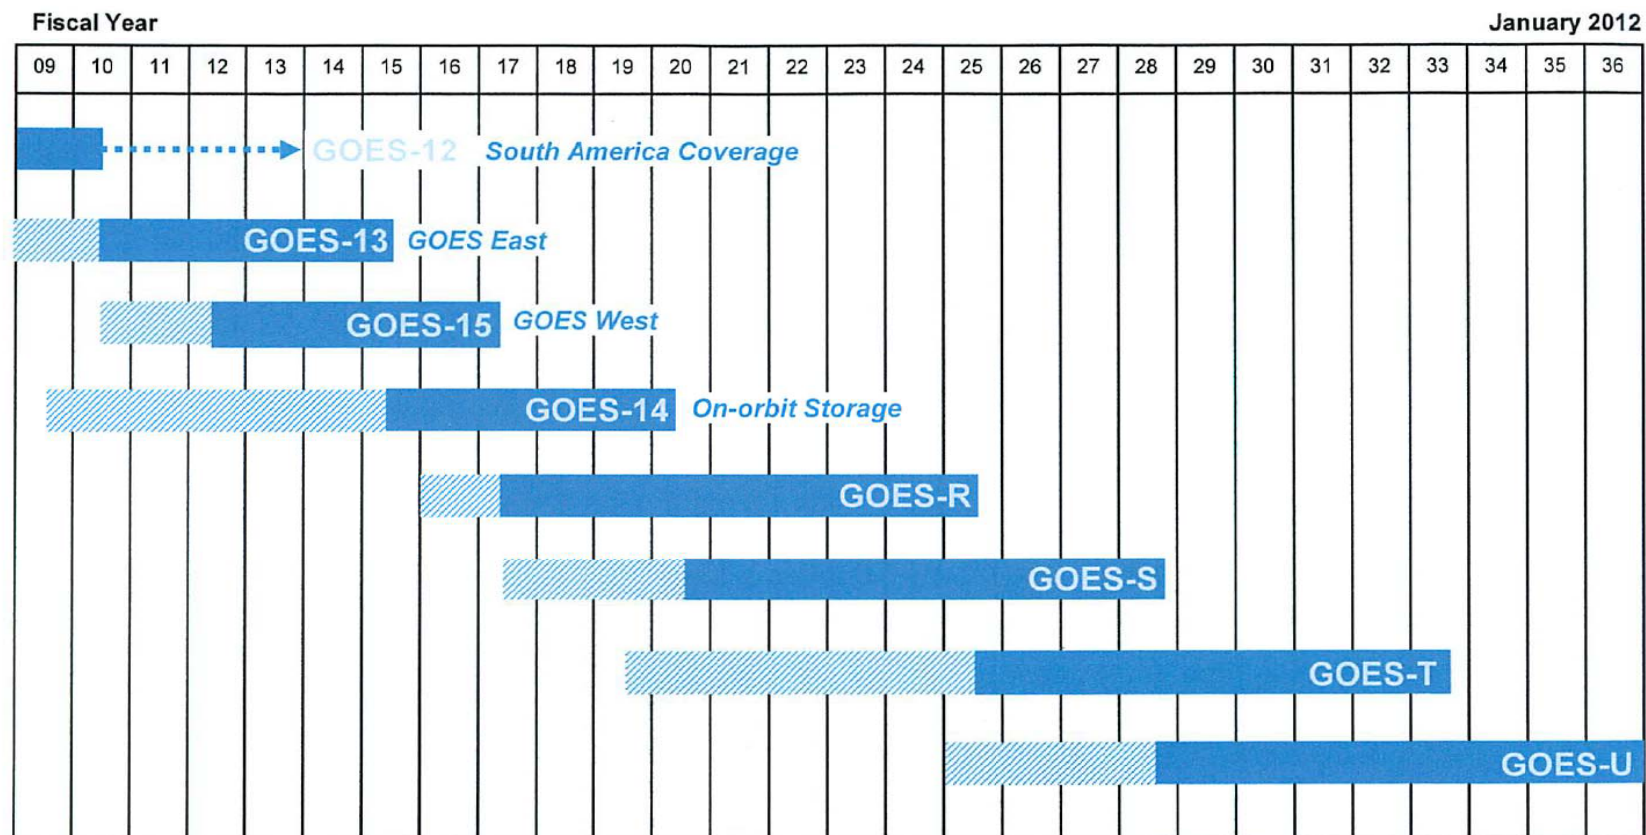 Fiscal Year January 2012
09 10 11 12 13 14 15 16 17 18 19 20 21 22 23 24 25 26 27 28 29 30 31 32 33 34 35 36
GOES-12 South America Coverage
GOES-13 GOES East
GOES-15 GOES West
GOES-14 On-orbit Storage
GOES-R
GOES-S
GOES-T
GOES-U